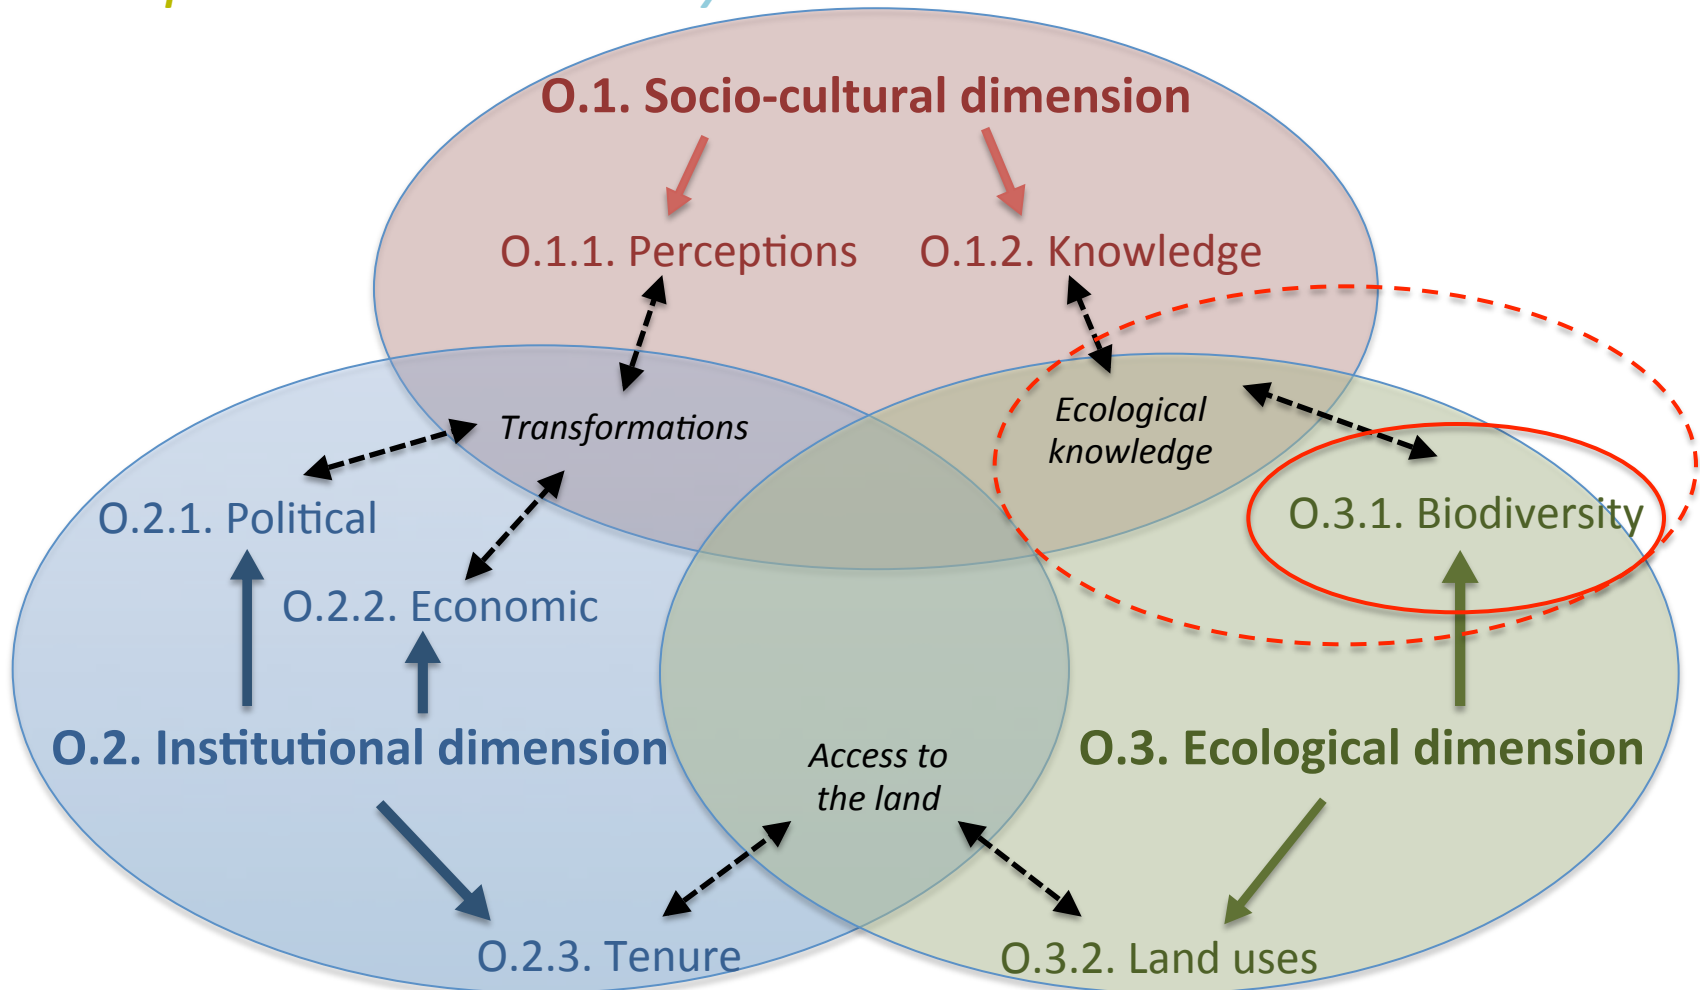 O.1. Socio-cultural dimension
O.1.1. Perceptions
O.1.2. Knowledge
Transformations
Ecological
knowledge
O.2.1. Political
O.3.1. Biodiversity
O.2.2. Economic
O.2. Institutional dimension
Access to
the land
O.3. Ecological dimension
O.2.3. Tenure
O.3.2. Land uses